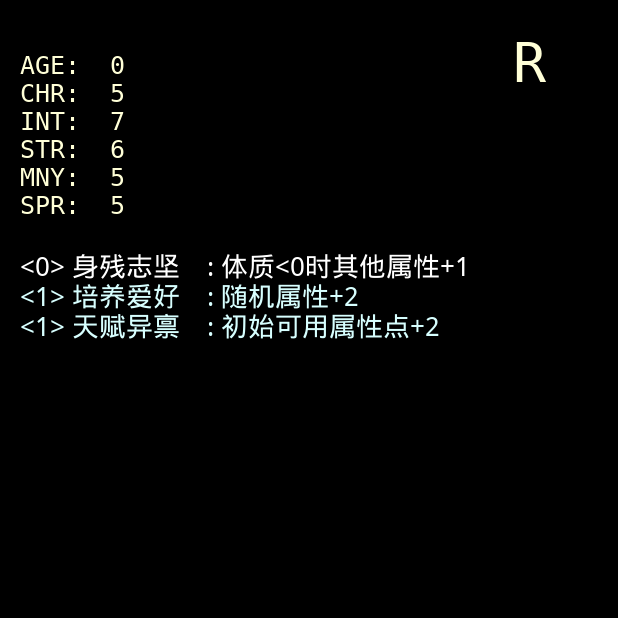 R
AGE: 0
CHR: 5
INT: 7
STR: 6
MNY: 5
SPR: 5
<0> 身残志坚 : 体质<0时其他属性+1
<1> 培养爱好 : 随机属性+2
<1> 天赋异禀 : 初始可用属性点+2